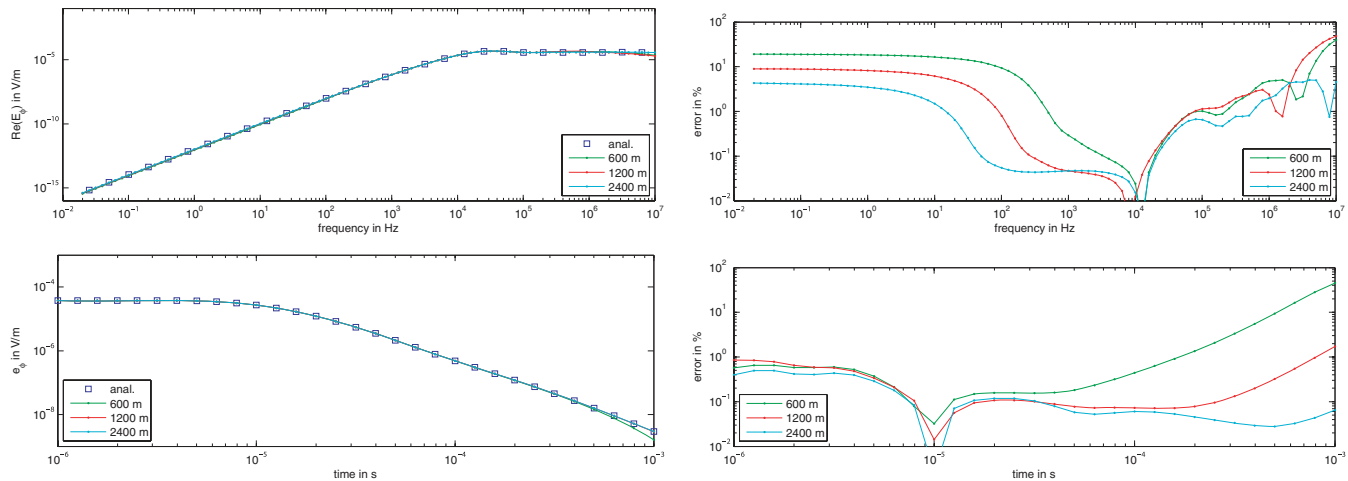 Re(E_ϕ) in V/m
10^-5
10^-10
10^-15
anal.
600 m
1200 m
2400 m
10^-2 10^-1 10^0 10^1 10^2 10^3 10^4 10^5 10^6 10^7
frequency in Hz
error in %
10^2
10^1
10^0
10^-1
10^-2
600 m
1200 m
2400 m
10^-2 10^-1 10^0 10^1 10^2 10^3 10^4 10^5 10^6 10^7
frequency in Hz
e_ϕ in V/m
10^-4
10^-6
10^-8
anal.
600 m
1200 m
2400 m
10^-6 10^-5 10^-4 10^-3
time in s
error in %
10^2
10^1
10^0
10^-1
10^-2
600 m
1200 m
2400 m
10^-6 10^-5 10^-4 10^-3
time in s